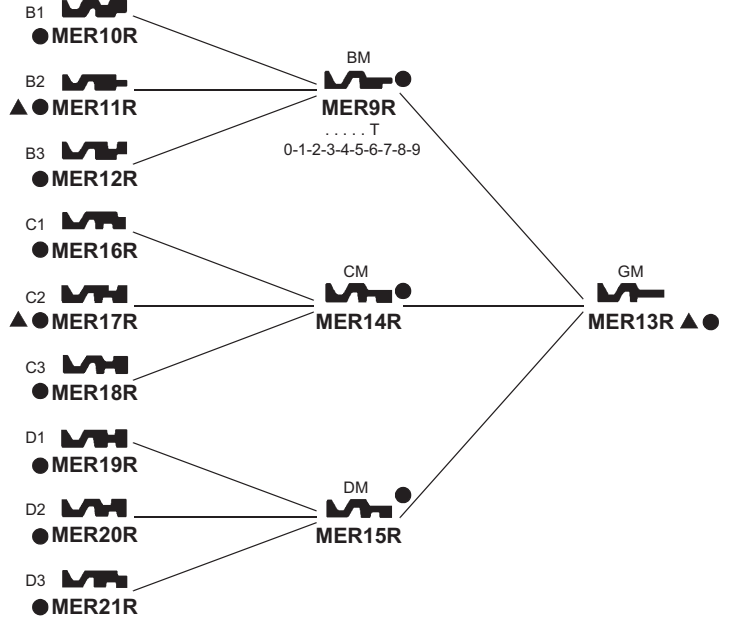 B1
● MER10R
B2
▲ ● MER11R
B3
● MER12R
C1
● MER16R
C2
▲ ● MER17R
C3
● MER18R
D1
● MER19R
D2
● MER20R
D3
● MER21R
BM
●
MER9R
. . . . . T
0-1-2-3-4-5-6-7-8-9
CM
●
MER14R
DM
●
MER15R
GM
MER13R ▲ ●